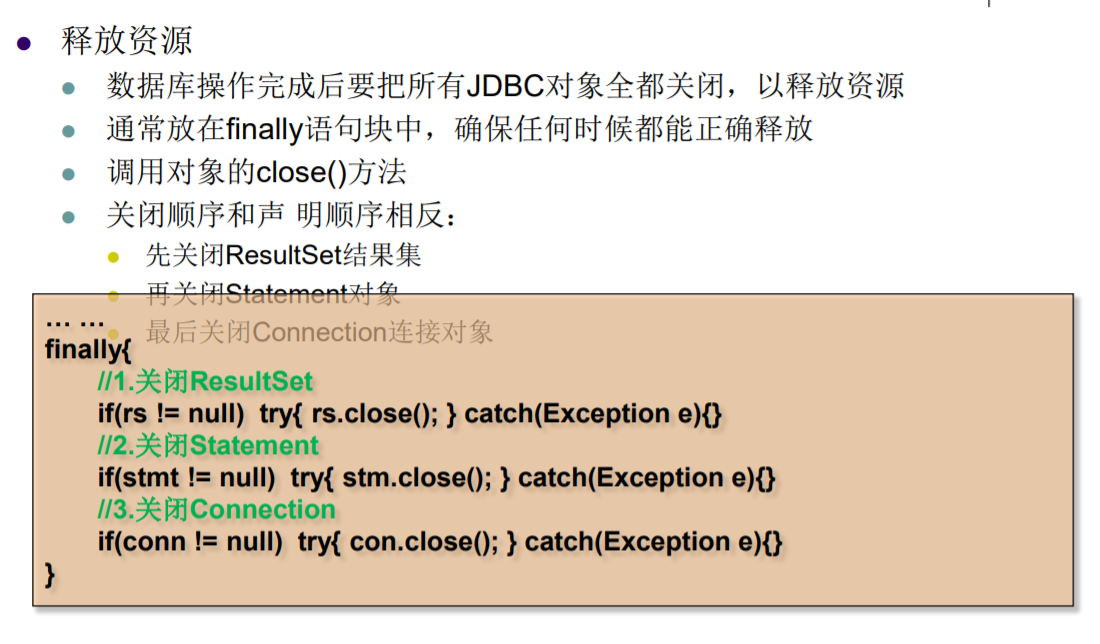 释放资源
数据库操作完成后要把所有JDBC对象全都关闭，以释放资源
通常放在finally语句块中，确保任何时候都能正确释放
调用对象的close()方法
关闭顺序和声 明顺序相反：
先关闭ResultSet结果集
再关闭Statement对象
最后关闭Connection连接对象
… …
finally{
//1.关闭ResultSet
if(rs != null)  try{ rs.close(); } catch(Exception e){}
//2.关闭Statement
if(stmt != null)  try{ stm.close(); } catch(Exception e){}
//3.关闭Connection
if(conn != null)  try{ con.close(); } catch(Exception e){}
}